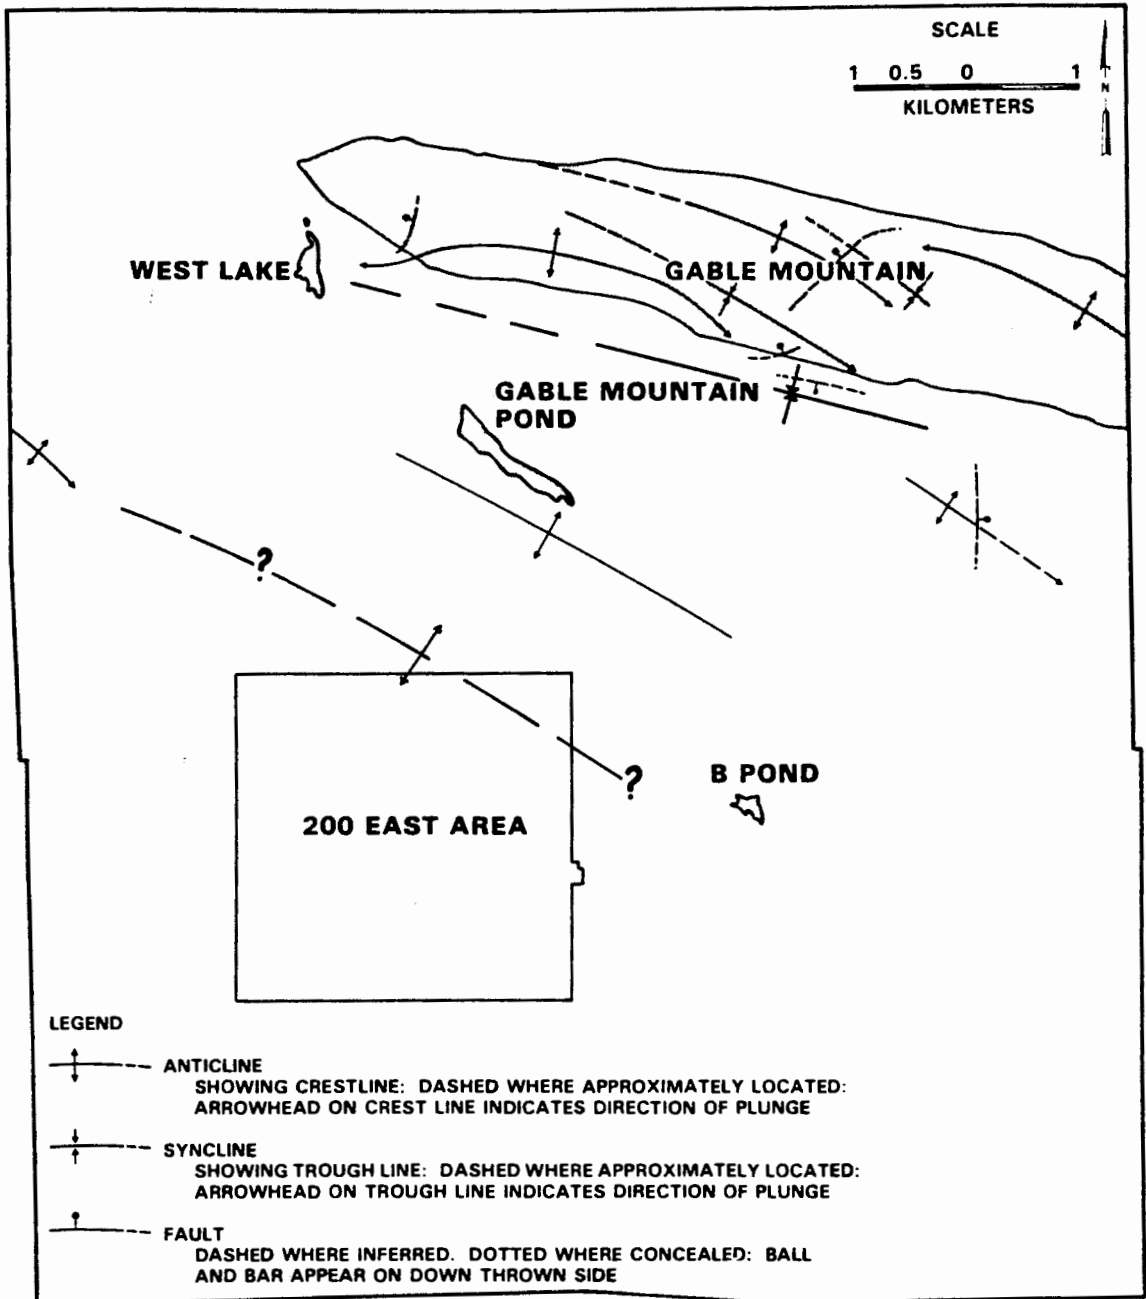 SCALE
1 0.5 0 1
KILOMETERS
N
WEST LAKE
GABLE MOUNTAIN
GABLE MOUNTAIN
POND
?
?
B POND
200 EAST AREA
LEGEND
ANTICLINE
SHOWING CRESTLINE: DASHED WHERE APPROXIMATELY LOCATED:
ARROWHEAD ON CREST LINE INDICATES DIRECTION OF PLUNGE
SYNCLINE
SHOWING TROUGH LINE: DASHED WHERE APPROXIMATELY LOCATED:
ARROWHEAD ON TROUGH LINE INDICATES DIRECTION OF PLUNGE
FAULT
DASHED WHERE INFERRED. DOTTED WHERE CONCEALED: BALL
AND BAR APPEAR ON DOWN THROWN SIDE